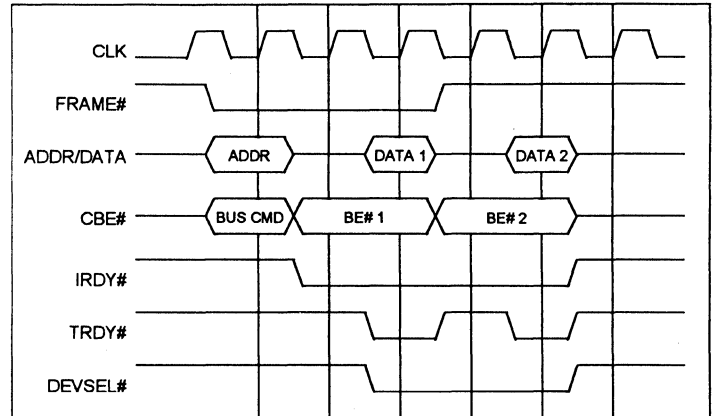 CLK
FRAME#
ADDR/DATA ADDR DATA 1 DATA 2
CBE# BUS CMD BE# 1 BE# 2
IRDY#
TRDY#
DEVSEL#